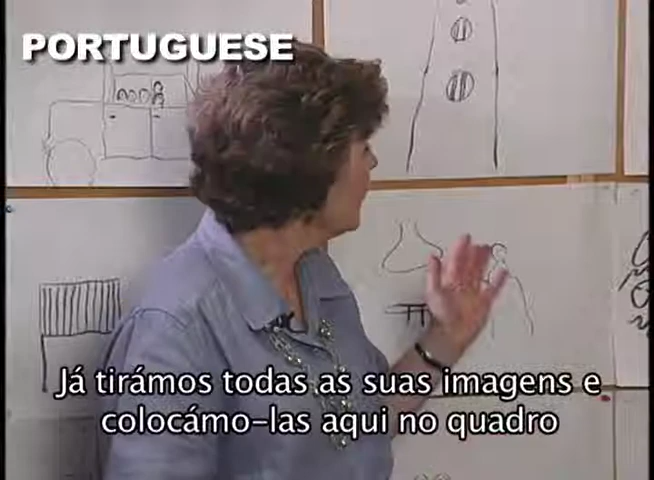 PORTUGUESE
Já tirámos todas as suas imagens e
colocámo-las aqui no quadro